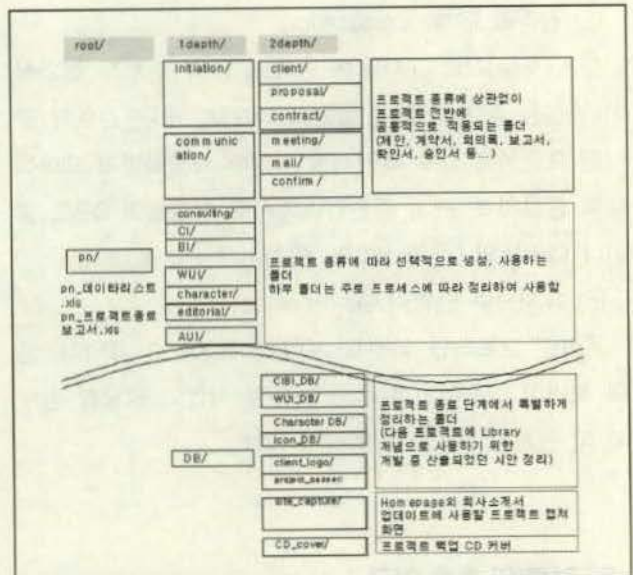 root/
1depth/
2depth/
initiation/
client/
proposal/
contract/
프로젝트 종류에 상관없이
프로젝트 전반에
공통적으로 적용되는 폴더
(제안, 계약서, 회의록, 보고서,
확인서, 승인서 등...)
communic
ation/
meeting/
mail/
confirm/
pn/
pn_데이타리스트
.xls
pn_프로젝트종료
보고서.xls
consulting/
CI/
BI/
WUI/
character/
editorial/
AUI/
프로젝트 종류에 따라 선택적으로 생성, 사용하는
폴더
하부 폴더는 주로 프로세스에 따라 정리하여 사용함
DB/
CIBI_DB/
WUI_DB/
Character DB/
icon_DB/
client_logo/
프로젝트 종료 단계에서 특별하게
정리하는 폴더
(다음 프로젝트에 Library
개념으로 사용하기 위한
개발 중 산출되었던 시안 정리)
site_capture/
Homepage의 회사소개서
업데이트에 사용할 프로젝트 캡쳐
화면
CD_cover/
프로젝트 백업 CD 커버